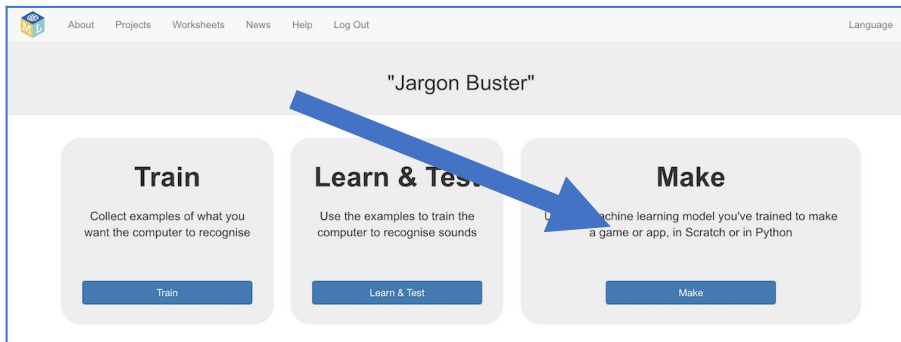 About Projects Worksheets News Help Log Out Language
"Jargon Buster"
Train
Collect examples of what you
want the computer to recognise
Train
Learn & Test
Use the examples to train the
computer to recognise sounds
Learn & Test
Make
achine learning model you've trained to make
a game or app, in Scratch or in Python
Make